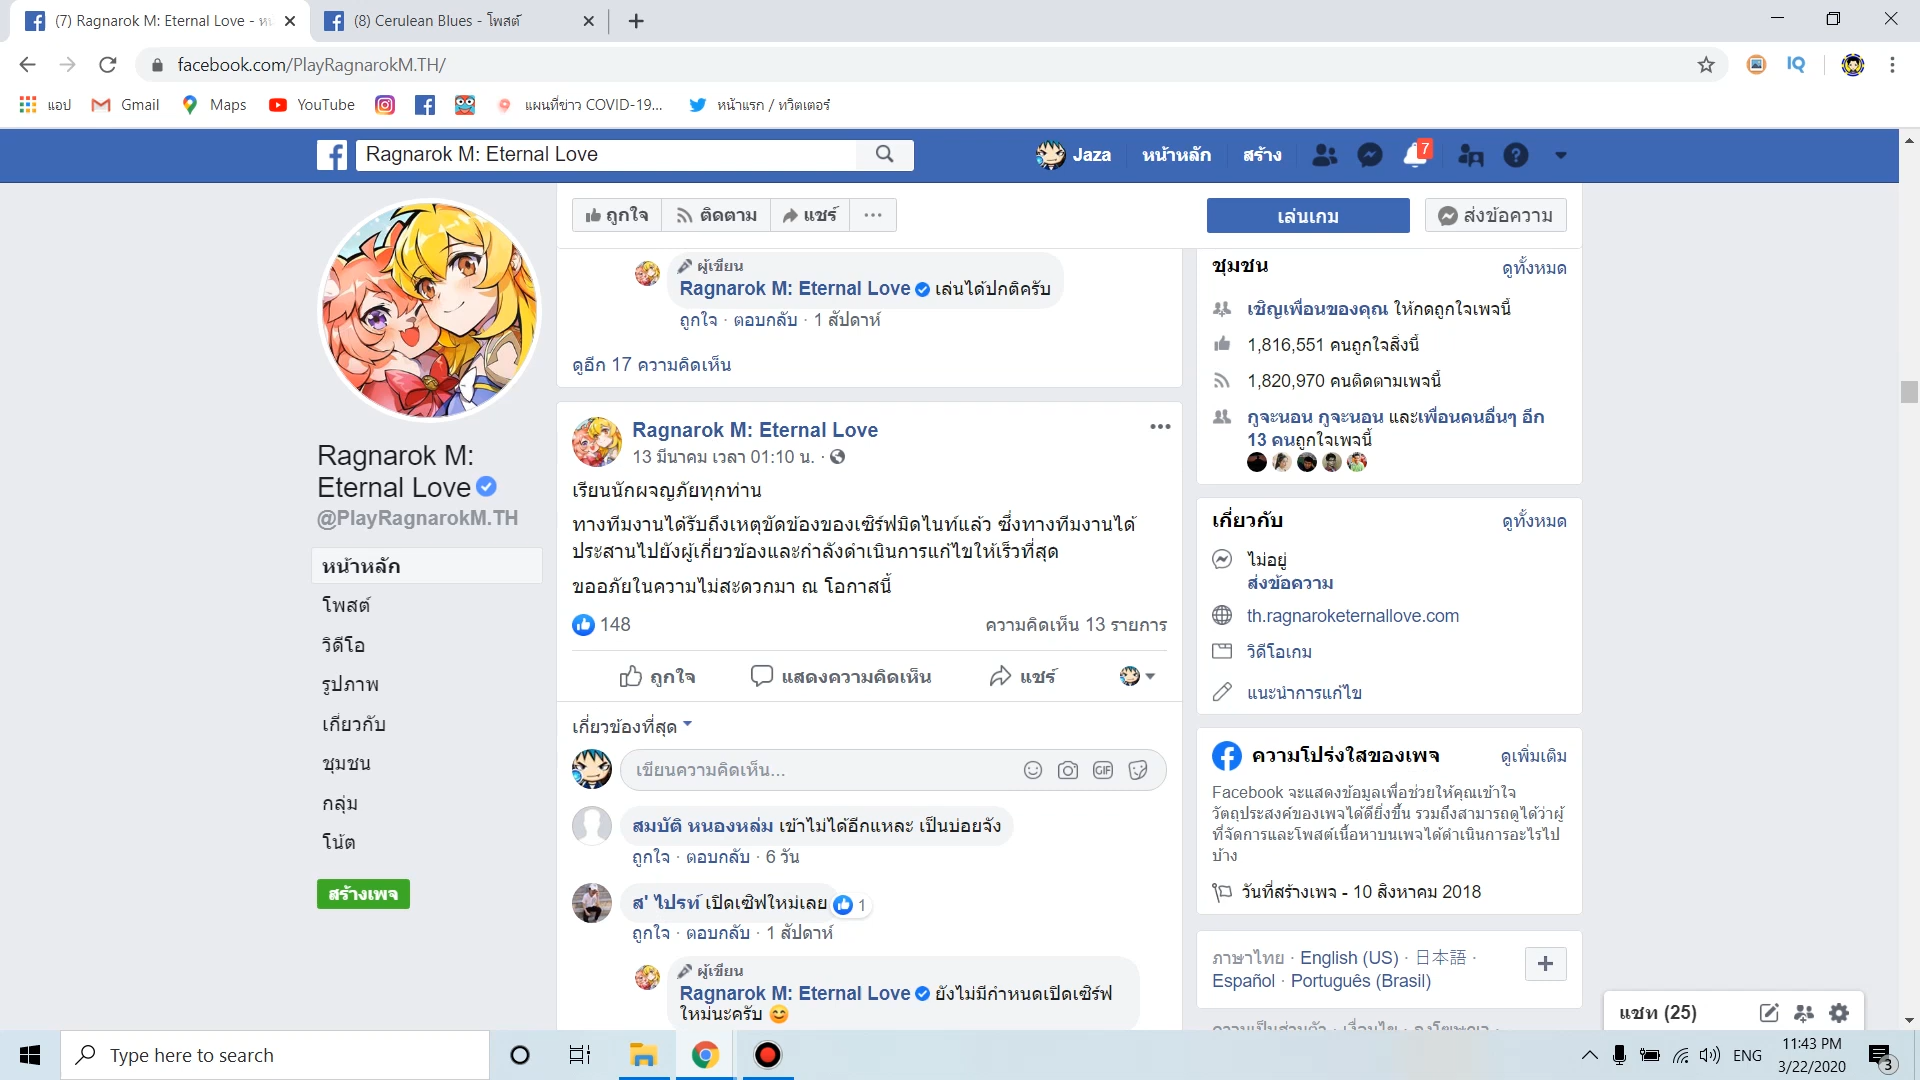 (7) Ragnarok M: Eternal Love - หน
(8) Cerulean Blues - โพสต์
facebook.com/PlayRagnarokM.TH/
IQ
แอป
Gmail
Maps
YouTube
แผนที่ข่าว COVID-19...
หน้าแรก / ทวิตเตอร์
Ragnarok M: Eternal Love
Jaza
หน้าหลัก
สร้าง
7
ถูกใจ
ติดตาม
แชร์
เล่นเกม
ส่งข้อความ
Ragnarok M:
Eternal Love
@PlayRagnarokM.TH
หน้าหลัก
โพสต์
วิดีโอ
รูปภาพ
เกี่ยวกับ
ชุมชน
กลุ่ม
โน้ต
สร้างเพจ
ผู้เขียน
Ragnarok M: Eternal Love เล่นได้ปกติครับ
ถูกใจ · ตอบกลับ · 1 สัปดาห์
ดูอีก 17 ความคิดเห็น
Ragnarok M: Eternal Love
13 มีนาคม เวลา 01:10 น. ·
เรียนนักผจญภัยทุกท่าน
ทางทีมงานได้รับถึงเหตุขัดข้องของเซิร์ฟมิดไนท์แล้ว ซึ่งทางทีมงานได้
ประสานไปยังผู้เกี่ยวข้องและกำลังดำเนินการแก้ไขให้เร็วที่สุด
ขออภัยในความไม่สะดวกมา ณ โอกาสนี้
148
ความคิดเห็น 13 รายการ
ถูกใจ
แสดงความคิดเห็น
แชร์
เกี่ยวข้องที่สุด
เขียนความคิดเห็น...
GIF
สมบัติ หนองหล่ม เข้าไม่ได้อีกแหละ เป็นบ่อยจัง
ถูกใจ · ตอบกลับ · 6 วัน
ส' ไปรท์ เปิดเซิฟใหม่เลย
1
ถูกใจ · ตอบกลับ · 1 สัปดาห์
ผู้เขียน
Ragnarok M: Eternal Love ยังไม่มีกำหนดเปิดเซิร์ฟ
ใหม่นะครับ 😊
ชุมชน
ดูทั้งหมด
เชิญเพื่อนของคุณ ให้กดถูกใจเพจนี้
1,816,551 คนถูกใจสิ่งนี้
1,820,970 คนติดตามเพจนี้
กูจะนอน กูจะนอน และเพื่อนคนอื่นๆ อีก
13 คนถูกใจเพจนี้
เกี่ยวกับ
ดูทั้งหมด
ไม่อยู่
ส่งข้อความ
th.ragnaroketernallove.com
วิดีโอเกม
แนะนำการแก้ไข
ความโปร่งใสของเพจ
ดูเพิ่มเติม
Facebook จะแสดงข้อมูลเพื่อช่วยให้คุณเข้าใจ
วัตถุประสงค์ของเพจได้ดียิ่งขึ้น รวมถึงสามารถดูได้ว่าผู้
ที่จัดการและโพสต์เนื้อหาบนเพจได้ดำเนินการอะไรไป
บ้าง
วันที่สร้างเพจ - 10 สิงหาคม 2018
ภาษาไทย · English (US) · 日本語 ·
Español · Português (Brasil)
แชท (25)
Type here to search
ENG
11:43 PM
3/22/2020
3